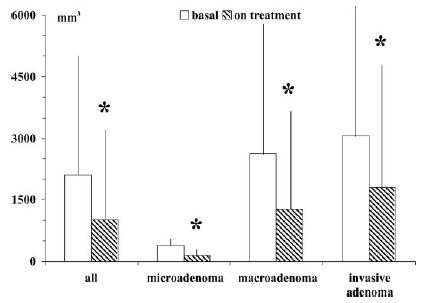 6000
mm³
basal on treatment
4500
3000
1500
0
*
*
*
*
all microadenoma macroadenoma invasive
adenoma